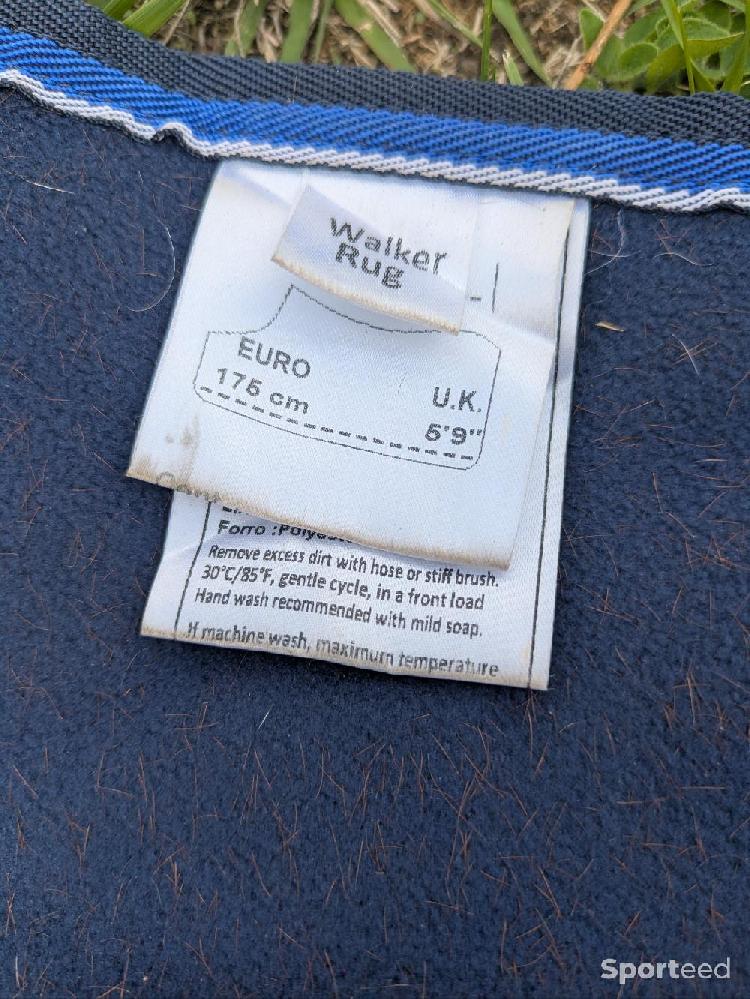 Walker
Rug
EURO
175 cm
U.K.
5'9"
Forro :Polyest
Remove excess dirt with hose or stiff brush.
30°C/85°F, gentle cycle, in a front load
Hand wash recommended with mild soap.
If machine wash, maximum temperature
Sporteed